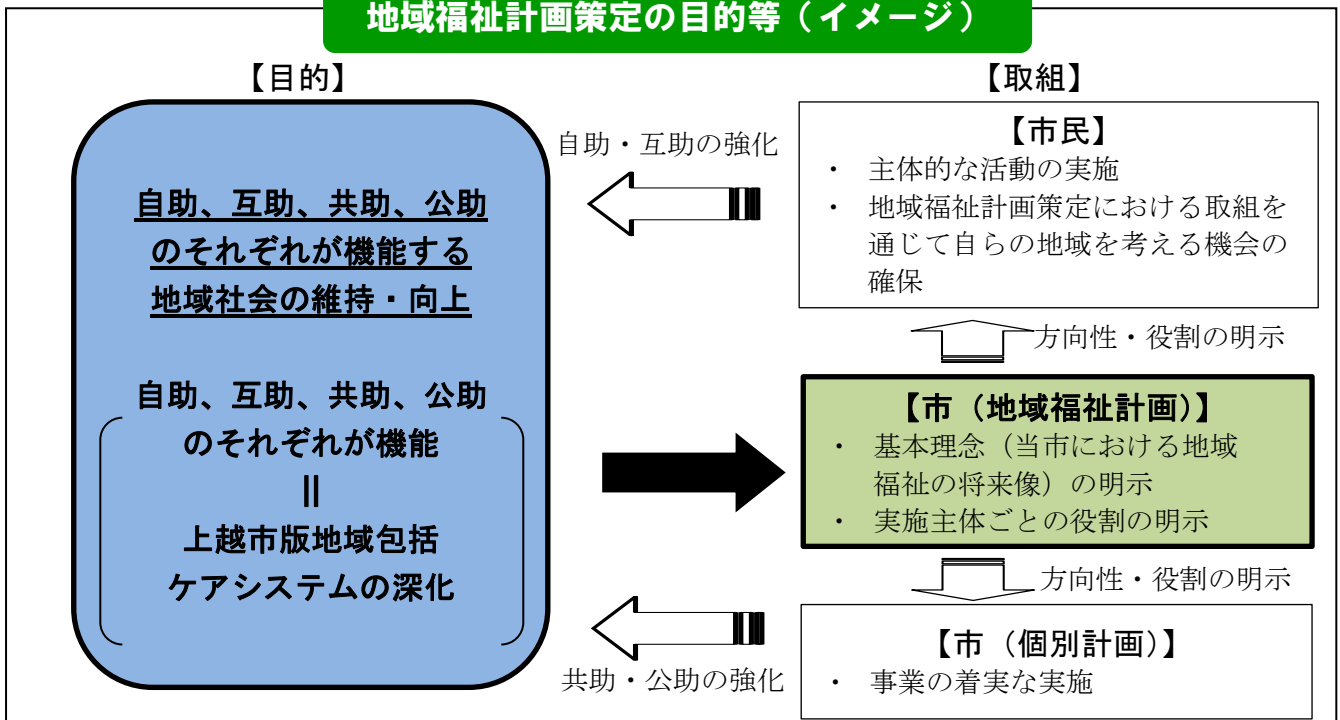 地域福祉計画策定の目的等（イメージ）
【目的】
自助、互助、共助、公助
のそれぞれが機能する
地域社会の維持・向上
自助、互助、共助、公助
のそれぞれが機能
||
上越市版地域包括
ケアシステムの深化
自助・互助の強化
共助・公助の強化
【取組】
【市民】
・ 主体的な活動の実施
・ 地域福祉計画策定における取組を
通じて自らの地域を考える機会の
確保
方向性・役割の明示
【市（地域福祉計画）】
・ 基本理念（当市における地域
福祉の将来像）の明示
・ 実施主体ごとの役割の明示
方向性・役割の明示
【市（個別計画）】
・ 事業の着実な実施